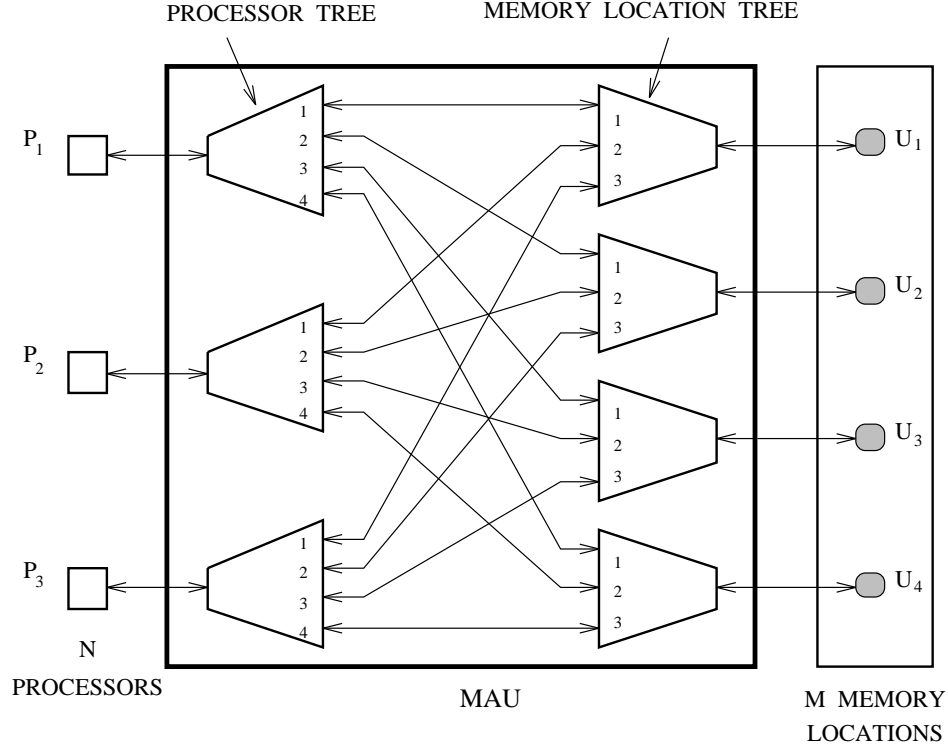 PROCESSOR TREE
MEMORY LOCATION TREE
P1
1
2
3
4
1
2
3
U1
P2
1
2
3
4
1
2
3
U2
1
2
3
U3
P3
1
2
3
4
1
2
3
U4
N
PROCESSORS
MAU
M MEMORY
LOCATIONS